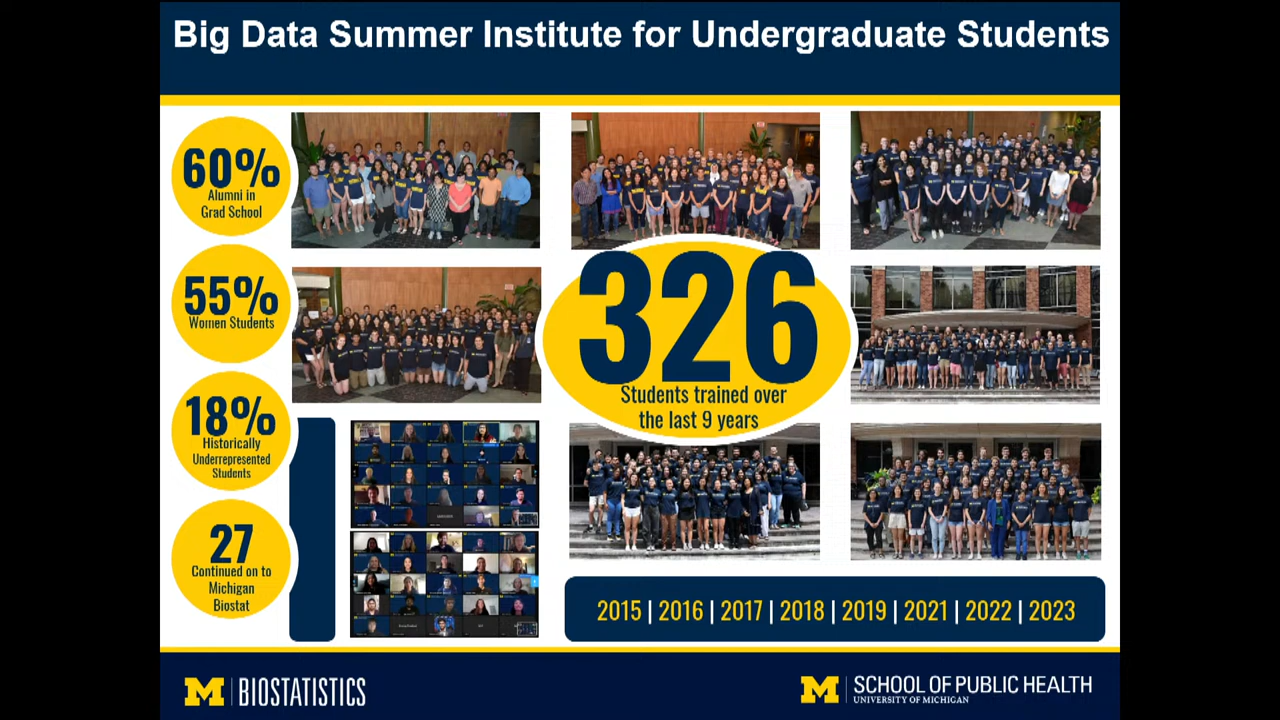 Big Data Summer Institute for Undergraduate Students
60%
Alumni in
Grad School
55%
Women Students
18%
Historically
Underrepresented
Students
27
Continued on to
Michigan
Biostat
326
Students trained over
the last 9 years
2015 | 2016 | 2017 | 2018 | 2019 | 2021 | 2022 | 2023
M BIOSTATISTICS
M SCHOOL OF PUBLIC HEALTH
UNIVERSITY OF MICHIGAN